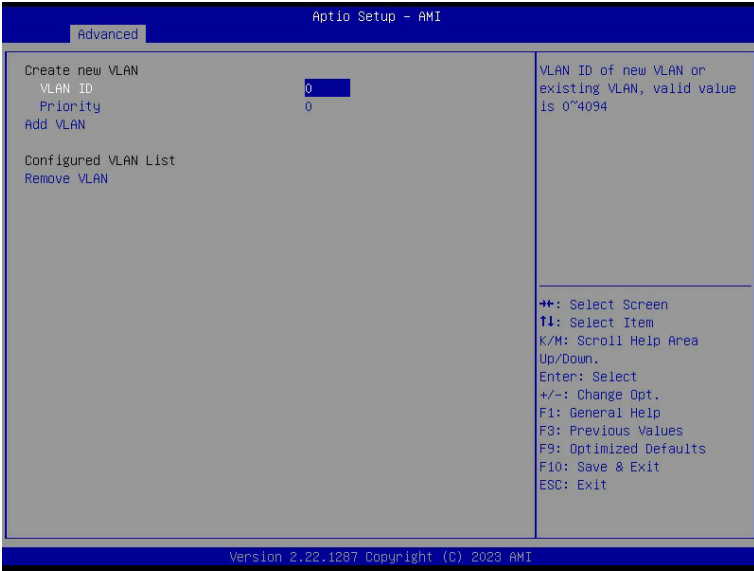 Aptio Setup - AMI
Advanced
Create new VLAN
VLAN ID 0
Priority 0
Add VLAN
Configured VLAN List
Remove VLAN
VLAN ID of new VLAN or
existing VLAN, valid value
is 0~4094
→←: Select Screen
↑↓: Select Item
K/M: Scroll Help Area
Up/Down.
Enter: Select
+/-: Change Opt.
F1: General Help
F3: Previous Values
F9: Optimized Defaults
F10: Save & Exit
ESC: Exit
Version 2.22.1287 Copyright (C) 2023 AMI